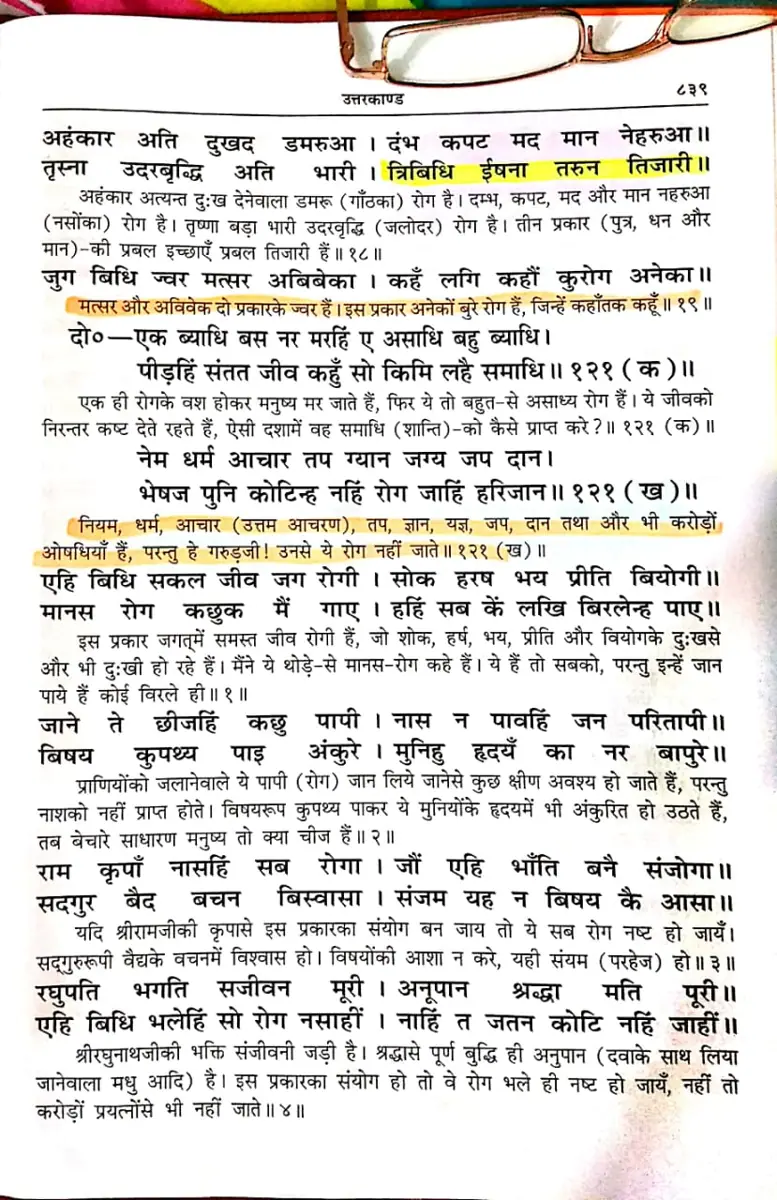 उत्तरकाण्ड
८३९
अहंकार अति दुखद डमरुआ। दंभ कपट मद मान नेहरुआ॥
तृस्ना उदरबृद्धि अति भारी। त्रिबिधि ईषना तरुन तिजारी॥
अहंकार अत्यन्त दुःख देनेवाला डमरू (गाँठका) रोग है। दम्भ, कपट, मद और मान नहरुआ
(नसोंका) रोग है। तृष्णा बड़ा भारी उदरवृद्धि (जलोदर) रोग है। तीन प्रकार (पुत्र, धन और
मान)-की प्रबल इच्छाएँ प्रबल तिजारी हैं॥१८॥
जुग बिधि ज्वर मत्सर अबिबेका। कहँ लगि कहौं कुरोग अनेका॥
मत्सर और अविवेक दो प्रकारके ज्वर हैं। इस प्रकार अनेकों बुरे रोग हैं, जिन्हें कहाँतक कहूँ॥१९॥
दो०—एक ब्याधि बस नर मरहिं ए असाधि बहु ब्याधि।
पीड़हिं संतत जीव कहुँ सो किमि लहै समाधि॥१२१(क)॥
एक ही रोगके वश होकर मनुष्य मर जाते हैं, फिर ये तो बहुत-से असाध्य रोग हैं। ये जीवको
निरन्तर कष्ट देते रहते हैं, ऐसी दशामें वह समाधि (शान्ति)-को कैसे प्राप्त करे?॥१२१ (क)॥
नेम धर्म आचार तप ग्यान जग्य जप दान।
भेषज पुनि कोटिन्ह नहिं रोग जाहिं हरिजान॥१२१(ख)॥
नियम, धर्म, आचार (उत्तम आचरण), तप, ज्ञान, यज्ञ, जप, दान तथा और भी करोड़ों
ओषधियाँ हैं, परन्तु हे गरुड़जी! उनसे ये रोग नहीं जाते॥१२१ (ख)॥
एहि बिधि सकल जीव जग रोगी। सोक हरष भय प्रीति बियोगी॥
मानस रोग कछुक मैं गाए। हहिं सब कें लखि बिरलेन्ह पाए॥
इस प्रकार जगत्‌में समस्त जीव रोगी हैं, जो शोक, हर्ष, भय, प्रीति और वियोगके दुःखसे
और भी दुःखी हो रहे हैं। मैंने ये थोड़े-से मानस-रोग कहे हैं। ये हैं तो सबको, परन्तु इन्हें जान
पाये हैं कोई विरले ही॥१॥
जाने ते छीजहिं कछु पापी। नास न पावहिं जन परितापी॥
बिषय कुपथ्य पाइ अंकुरे। मुनिहु हृदयँ का नर बापुरे॥
प्राणियोंको जलानेवाले ये पापी (रोग) जान लिये जानेसे कुछ क्षीण अवश्य हो जाते हैं, परन्तु
नाशको नहीं प्राप्त होते। विषयरूप कुपथ्य पाकर ये मुनियोंके हृदयमें भी अंकुरित हो उठते हैं,
तब बेचारे साधारण मनुष्य तो क्या चीज हैं॥२॥
राम कृपाँ नासहिं सब रोगा। जौं एहि भाँति बनै संजोगा॥
सदगुर बैद बचन बिस्वासा। संजम यह न बिषय कै आसा॥
यदि श्रीरामजीकी कृपासे इस प्रकारका संयोग बन जाय तो ये सब रोग नष्ट हो जायँ।
सद्‌गुरुरूपी वैद्यके वचनमें विश्वास हो। विषयोंकी आशा न करे, यही संयम (परहेज) हो॥३॥
रघुपति भगति सजीवन मूरी। अनूपान श्रद्धा मति पूरी॥
एहि बिधि भलेहिं सो रोग नसाहीं। नाहिं त जतन कोटि नहिं जाहीं॥
श्रीरघुनाथजीकी भक्ति संजीवनी जड़ी है। श्रद्धासे पूर्ण बुद्धि ही अनुपान (दवाके साथ लिया
जानेवाला मधु आदि) है। इस प्रकारका संयोग हो तो वे रोग भले ही नष्ट हो जायँ, नहीं तो
करोड़ों प्रयत्नोंसे भी नहीं जाते॥४॥